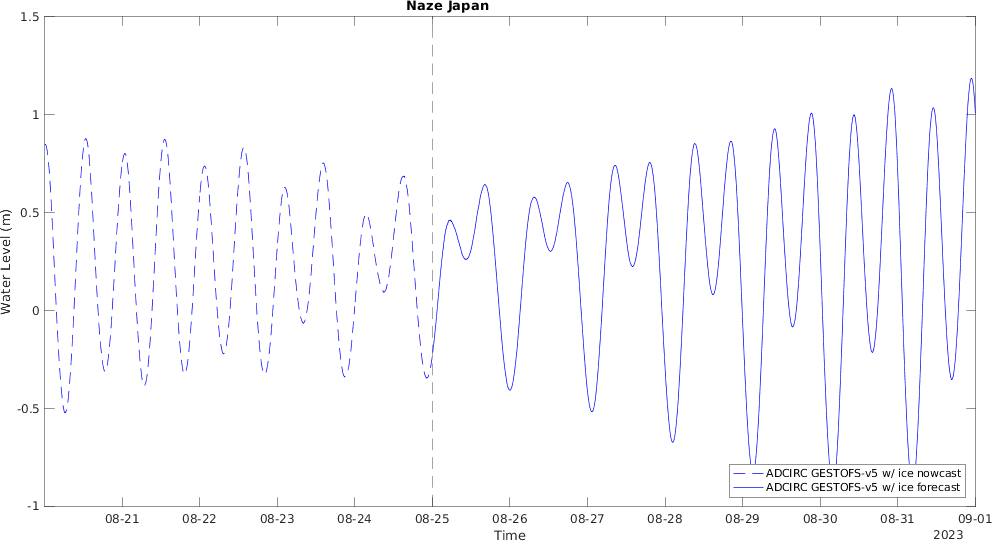 Naze Japan
1.5
1
0.5
0
-0.5
-1
Water Level (m)
ADCIRC GESTOFS-v5 w/ ice nowcast
ADCIRC GESTOFS-v5 w/ ice forecast
08-21 08-22 08-23 08-24 08-25 08-26 08-27 08-28 08-29 08-30 08-31 09-01
Time
2023